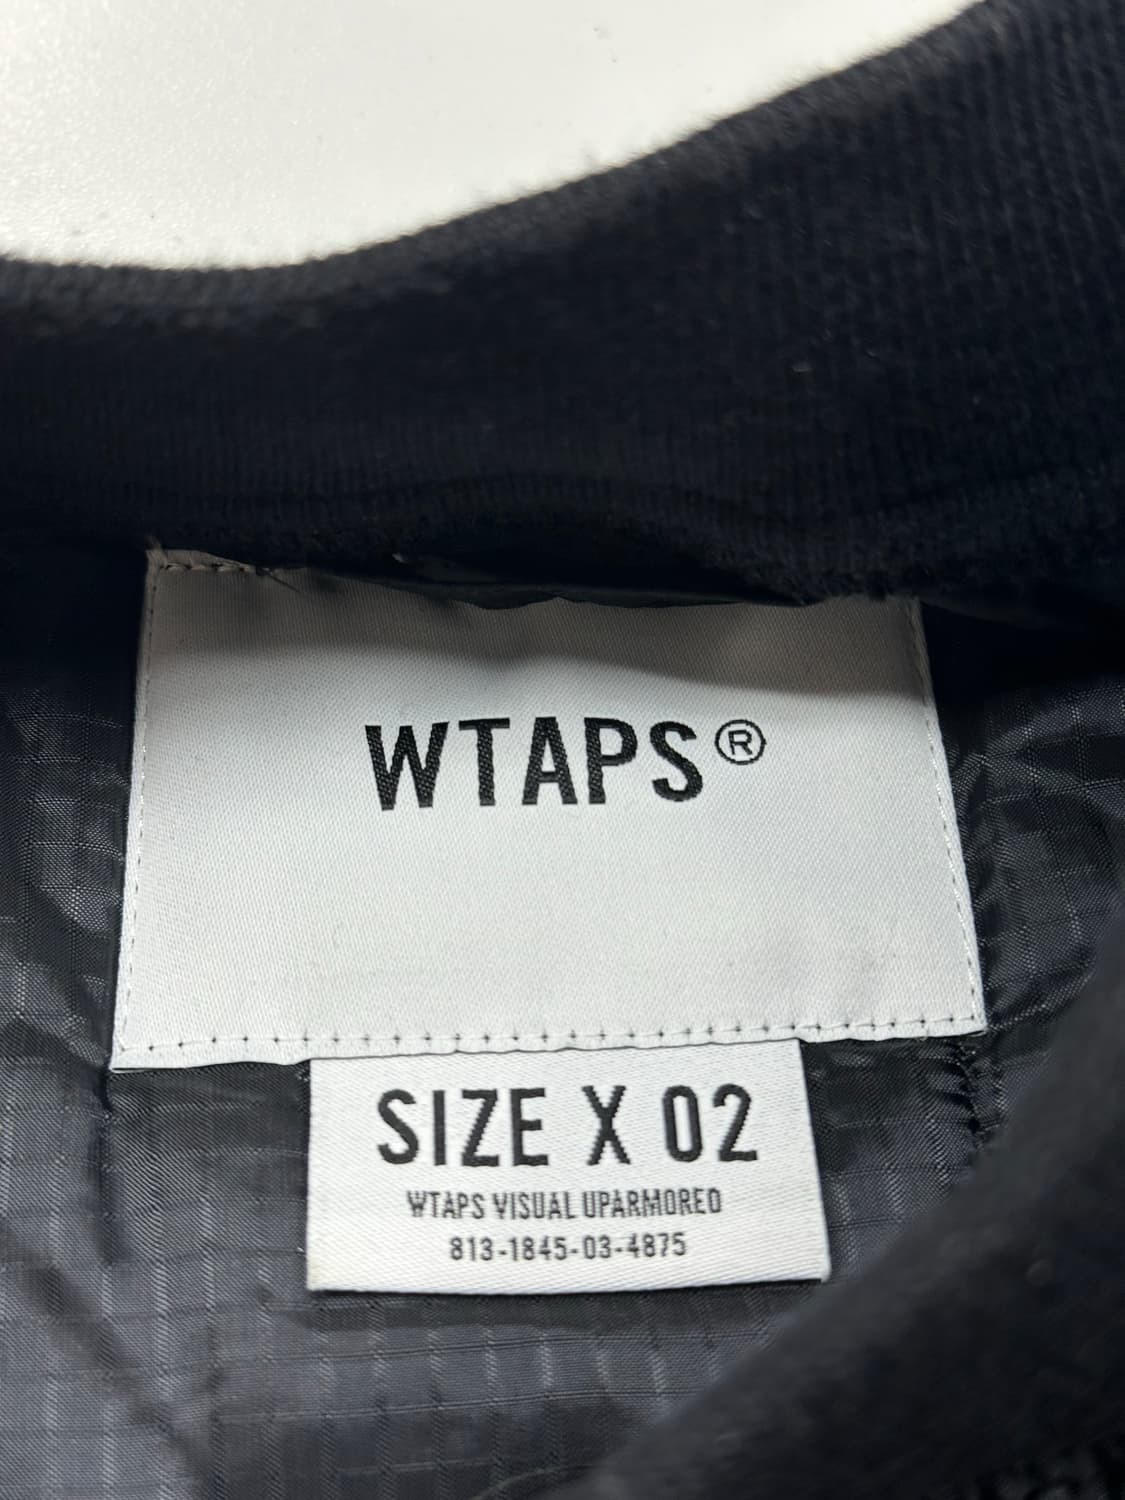 WTAPS®
SIZE X 02
WTAPS VISUAL UPARMORED
813-1845-03-4875